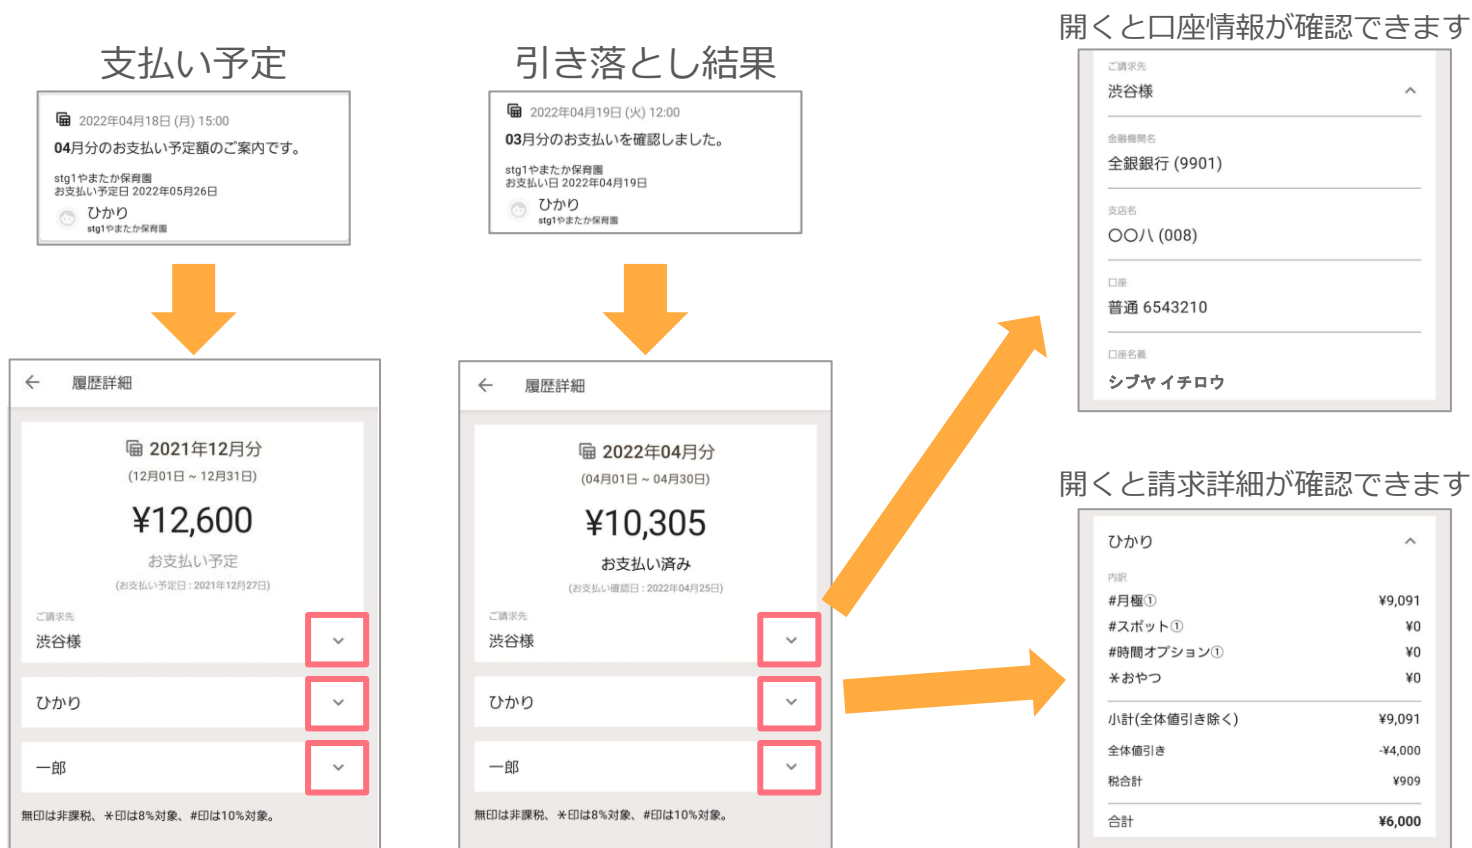 支払い予定
2022年04月18日 (月) 15:00
04月分のお支払い予定額のご案内です。
stg1やまたか保育園
お支払い予定日 2022年05月26日
ひかり
stg1やまたか保育園
履歴詳細
2021年12月分
(12月01日 ~ 12月31日)
¥12,600
お支払い予定
(お支払い予定日 : 2021年12月27日)
ご請求先
渋谷様
ひかり
一郎
無印は非課税、＊印は8%対象、#印は10%対象。
引き落とし結果
2022年04月19日 (火) 12:00
03月分のお支払いを確認しました。
stg1やまたか保育園
お支払い日 2022年04月19日
ひかり
stg1やまたか保育園
履歴詳細
2022年04月分
(04月01日 ~ 04月30日)
¥10,305
お支払い済み
(お支払い確認日 : 2022年04月25日)
ご請求先
渋谷様
ひかり
一郎
無印は非課税、＊印は8%対象、#印は10%対象。
開くと口座情報が確認できます
ご請求先
渋谷様
金融機関名
全銀銀行 (9901)
支店名
〇〇八 (008)
口座
普通 6543210
口座名義
シブヤ イチロウ
開くと請求詳細が確認できます
ひかり
内訳
#月極① ¥9,091
#スポット① ¥0
#時間オプション① ¥0
＊おやつ ¥0
小計(全体値引き除く) ¥9,091
全体値引き -¥4,000
税合計 ¥909
合計 ¥6,000